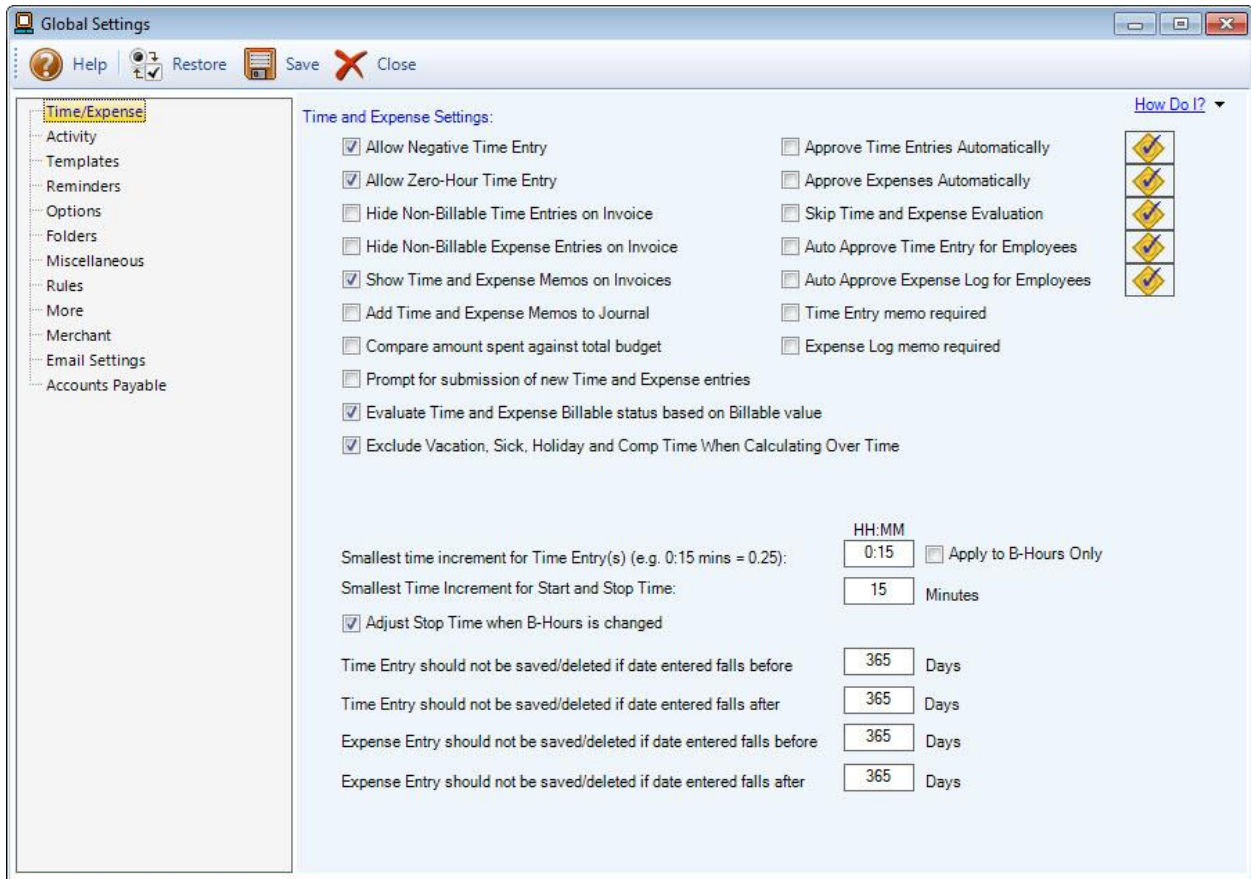 Global Settings
Help Restore Save Close
How Do I?
Time/Expense
Activity
Templates
Reminders
Options
Folders
Miscellaneous
Rules
More
Merchant
Email Settings
Accounts Payable
Time and Expense Settings:
Allow Negative Time Entry
Allow Zero-Hour Time Entry
Hide Non-Billable Time Entries on Invoice
Hide Non-Billable Expense Entries on Invoice
Show Time and Expense Memos on Invoices
Add Time and Expense Memos to Journal
Compare amount spent against total budget
Prompt for submission of new Time and Expense entries
Evaluate Time and Expense Billable status based on Billable value
Exclude Vacation, Sick, Holiday and Comp Time When Calculating Over Time
Approve Time Entries Automatically
Approve Expenses Automatically
Skip Time and Expense Evaluation
Auto Approve Time Entry for Employees
Auto Approve Expense Log for Employees
Time Entry memo required
Expense Log memo required
HH:MM
Smallest time increment for Time Entry(s) (e.g. 0:15 mins = 0.25): 0:15 Apply to B-Hours Only
Smallest Time Increment for Start and Stop Time: 15 Minutes
Adjust Stop Time when B-Hours is changed
Time Entry should not be saved/deleted if date entered falls before 365 Days
Time Entry should not be saved/deleted if date entered falls after 365 Days
Expense Entry should not be saved/deleted if date entered falls before 365 Days
Expense Entry should not be saved/deleted if date entered falls after 365 Days